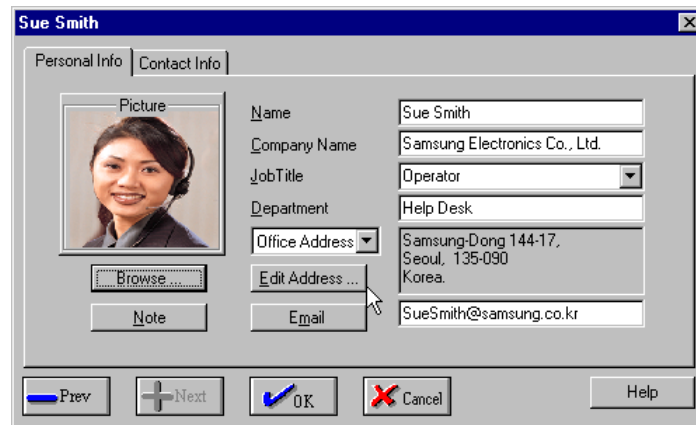 Sue Smith
Personal Info
Contact Info
Picture
Name
Sue Smith
Company Name
Samsung Electronics Co., Ltd.
JobTitle
Operator
Department
Help Desk
Office Address
Samsung-Dong 144-17,
Seoul, 135-090
Korea.
Browse ...
Edit Address ...
Note
Email
SueSmith@samsung.co.kr
Prev
Next
OK
Cancel
Help